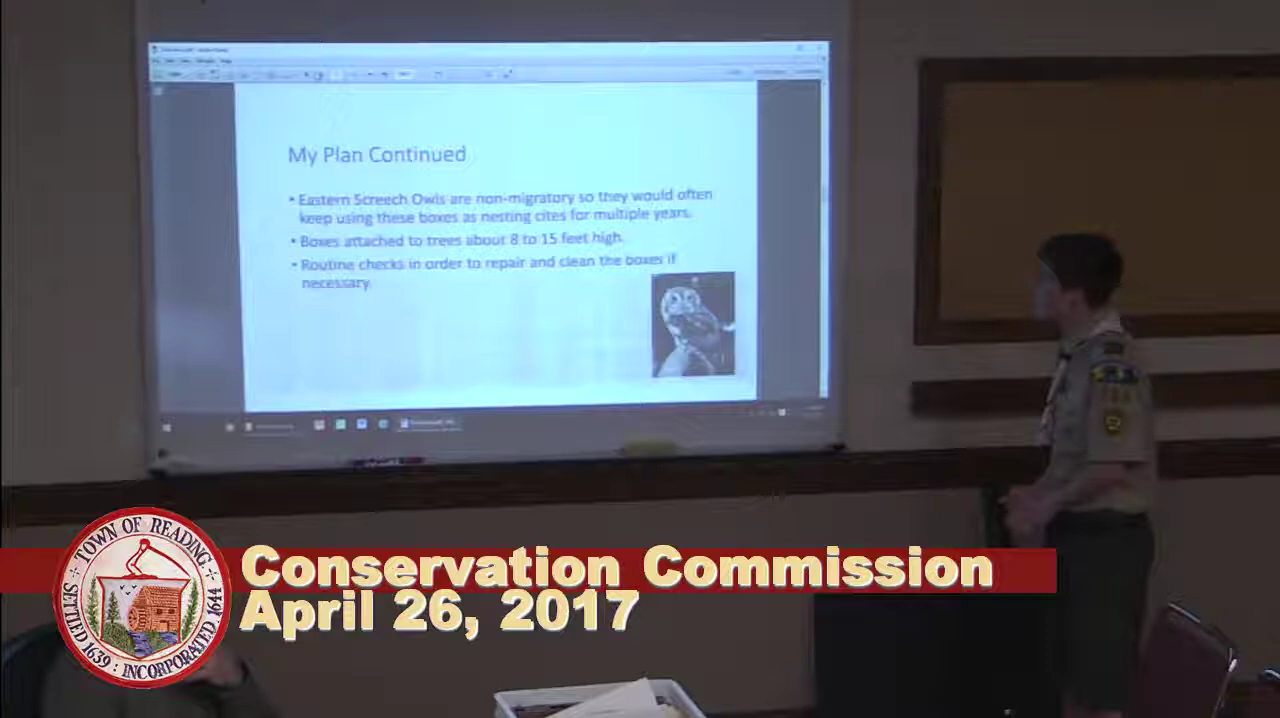 My Plan Continued
• Eastern Screech Owls are non-migratory so they would often
keep using these boxes as nesting cites for multiple years.
• Boxes attached to trees about 8 to 15 feet high.
• Routine checks in order to repair and clean the boxes if
necessary.
TOWN OF READING
SETTLED 1639 : INCORPORATED 1644
Conservation Commission
April 26, 2017